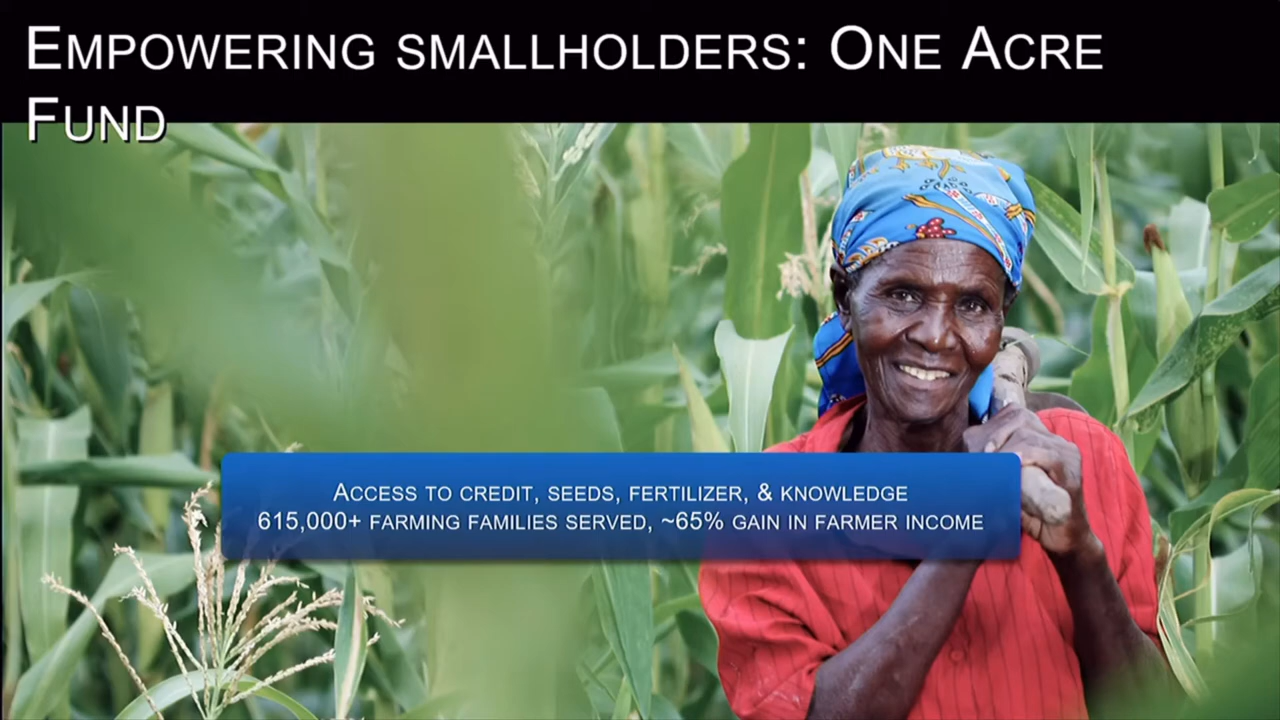 Empowering smallholders: One Acre
Fund
Access to credit, seeds, fertilizer, & knowledge
615,000+ farming families served, ~65% gain in farmer income